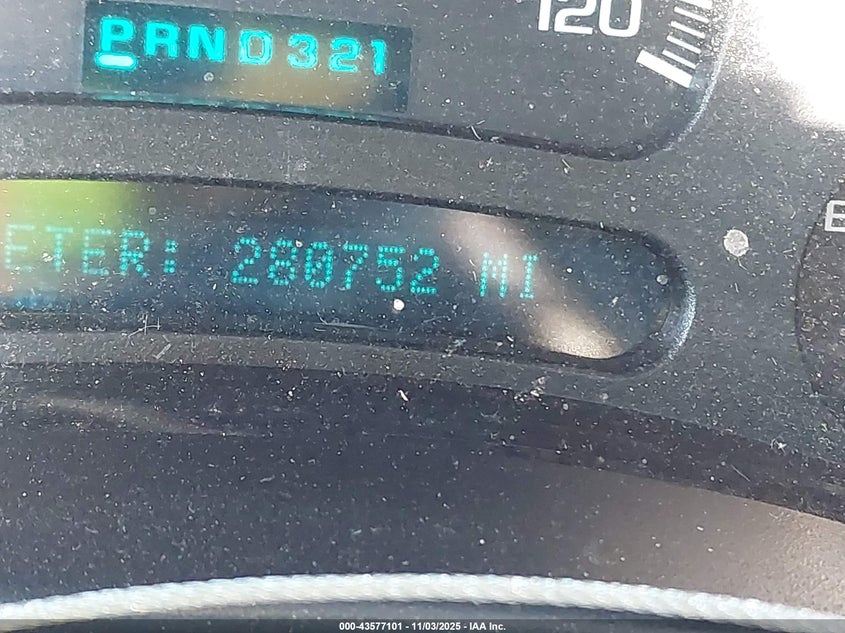 120
PRND321
ETER: 280752 MI
E
000-43577101 - 11/03/2025 - IAA Inc.